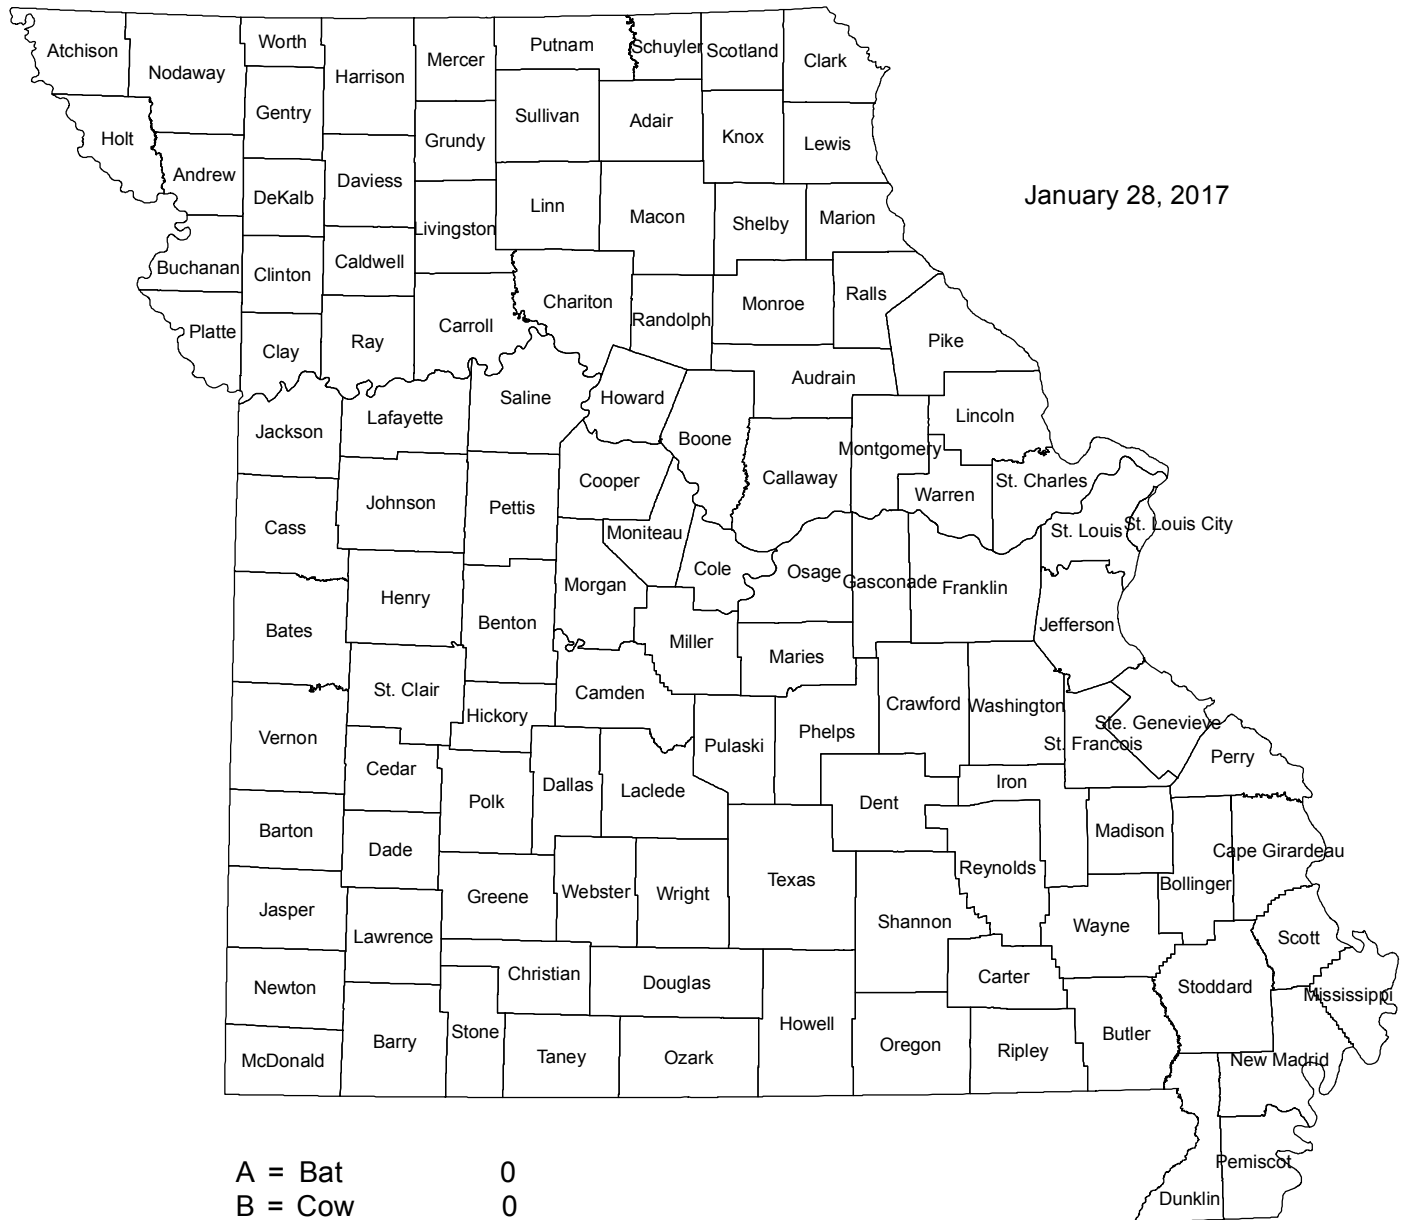 Atchison
Nodaway
Worth
Harrison
Mercer
Putnam
Schuyler
Scotland
Clark
Gentry
Sullivan
Adair
Holt
Grundy
Knox
Lewis
Andrew
DeKalb
Daviess
January 28, 2017
Linn
Macon
Livingston
Shelby
Marion
Buchanan
Clinton
Caldwell
Chariton
Monroe
Ralls
Platte
Clay
Ray
Carroll
Randolph
Pike
Audrain
Saline
Howard
Jackson
Lafayette
Lincoln
Boone
Montgomery
Cooper
Callaway
St. Charles
Johnson
Pettis
Warren
Cass
Moniteau
St. Louis
St. Louis City
Morgan
Cole
Osage
Gasconade
Franklin
Henry
Benton
Jefferson
Bates
Miller
Maries
St. Clair
Camden
Crawford
Washington
Hickory
Ste. Genevieve
Vernon
Pulaski
Phelps
St. Francois
Perry
Cedar
Polk
Dallas
Laclede
Dent
Iron
Barton
Dade
Madison
Cape Girardeau
Reynolds
Bollinger
Jasper
Greene
Webster
Wright
Texas
Shannon
Wayne
Lawrence
Scott
Newton
Christian
Douglas
Carter
Stoddard
Mississippi
Stone
Howell
McDonald
Barry
Taney
Ozark
Oregon
Ripley
Butler
New Madrid
A = Bat 0
B = Cow 0
Pemiscot
Dunklin